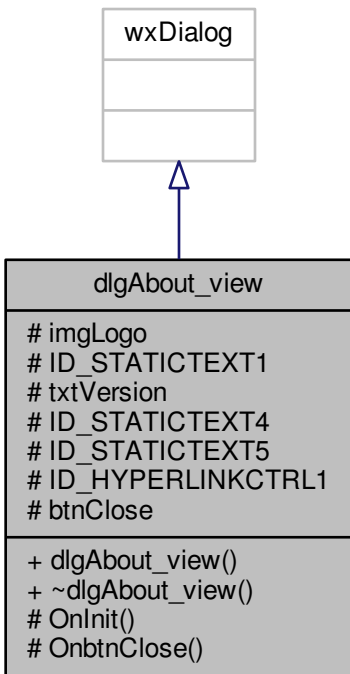 wxDialog
dlgAbout_view
# imgLogo
# ID_STATICTEXT1
# txtVersion
# ID_STATICTEXT4
# ID_STATICTEXT5
# ID_HYPERLINKCTRL1
# btnClose
+ dlgAbout_view()
+ ~dlgAbout_view()
# OnInit()
# OnbtnClose()